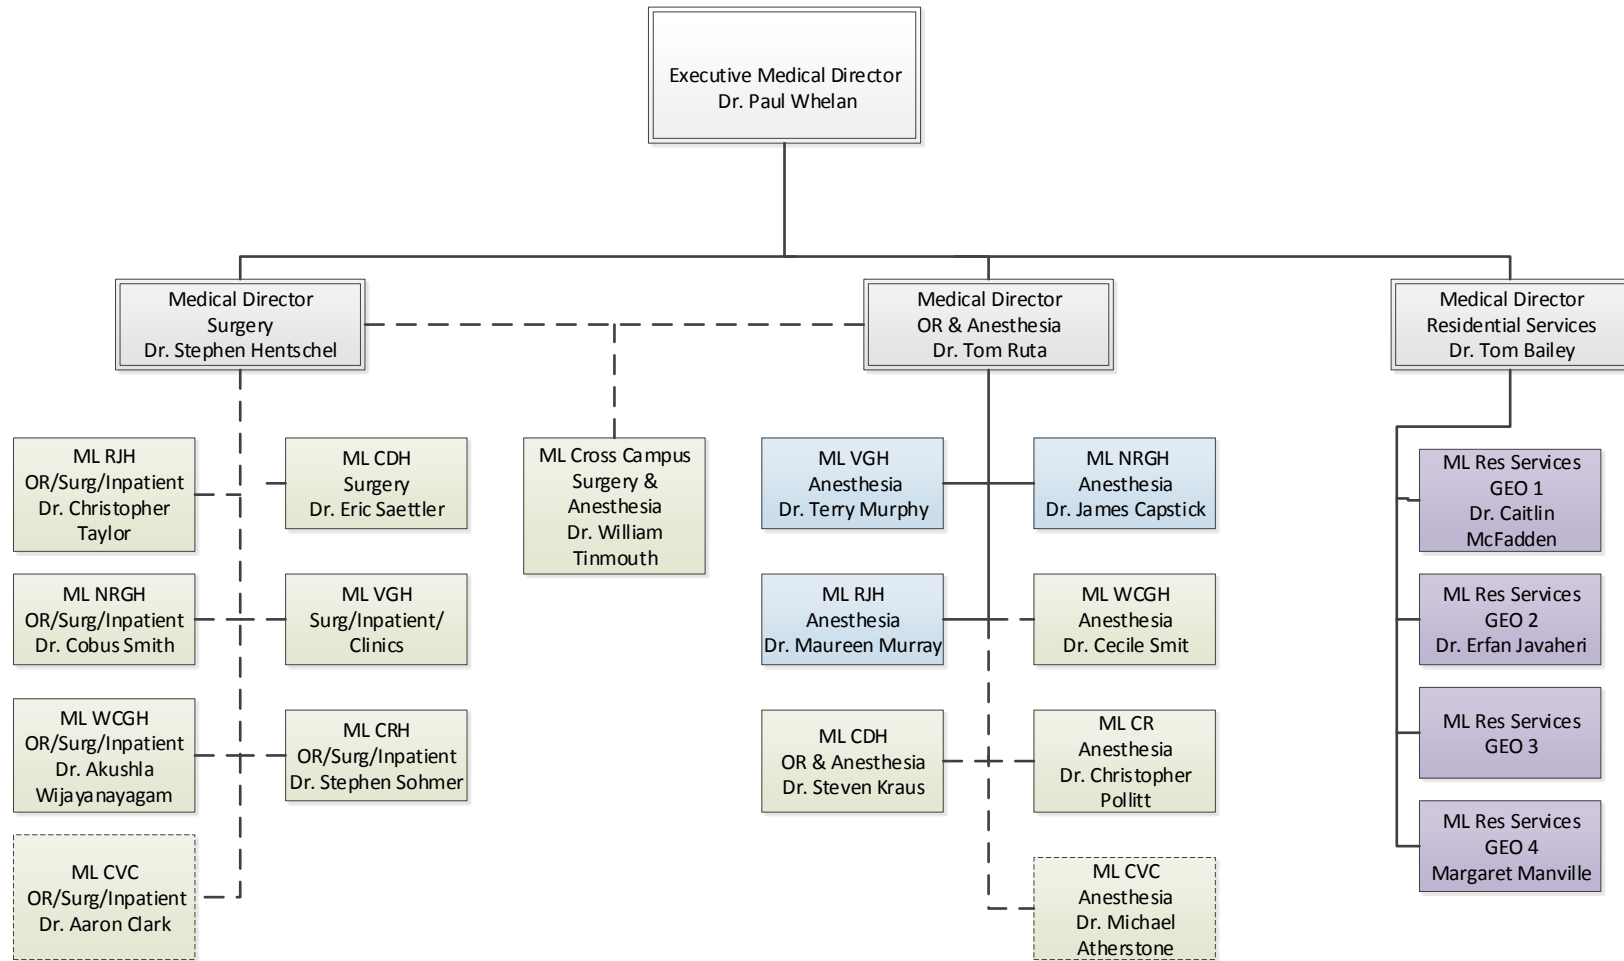 Executive Medical Director
Dr. Paul Whelan
Medical Director
Surgery
Dr. Stephen Hentschel
Medical Director
OR & Anesthesia
Dr. Tom Ruta
Medical Director
Residential Services
Dr. Tom Bailey
ML RJH
OR/Surg/Inpatient
Dr. Christopher
Taylor
ML CDH
Surgery
Dr. Eric Saettler
ML Cross Campus
Surgery &
Anesthesia
Dr. William
Tinmouth
ML VGH
Anesthesia
Dr. Terry Murphy
ML NRGH
Anesthesia
Dr. James Capstick
ML Res Services
GEO 1
Dr. Caitlin
McFadden
ML NRGH
OR/Surg/Inpatient
Dr. Cobus Smith
ML VGH
Surg/Inpatient/
Clinics
ML RJH
Anesthesia
Dr. Maureen Murray
ML WCGH
Anesthesia
Dr. Cecile Smit
ML Res Services
GEO 2
Dr. Erfan Javaheri
ML WCGH
OR/Surg/Inpatient
Dr. Akushla
Wijayanayagam
ML CRH
OR/Surg/Inpatient
Dr. Stephen Sohmer
ML CDH
OR & Anesthesia
Dr. Steven Kraus
ML CR
Anesthesia
Dr. Christopher
Pollitt
ML Res Services
GEO 3
ML CVC
OR/Surg/Inpatient
Dr. Aaron Clark
ML CVC
Anesthesia
Dr. Michael
Atherstone
ML Res Services
GEO 4
Margaret Manville